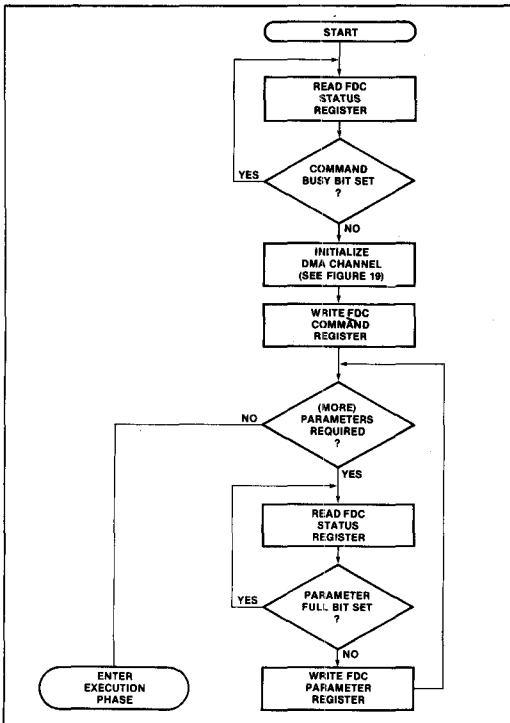 START
READ FDC
STATUS
REGISTER
COMMAND
BUSY BIT SET
?
YES
NO
INITIALIZE
DMA CHANNEL
(SEE FIGURE 19)
WRITE FDC
COMMAND
REGISTER
(MORE)
PARAMETERS
REQUIRED
?
NO
YES
READ FDC
STATUS
REGISTER
PARAMETER
FULL BIT SET
?
YES
NO
WRITE FDC
PARAMETER
REGISTER
ENTER
EXECUTION
PHASE